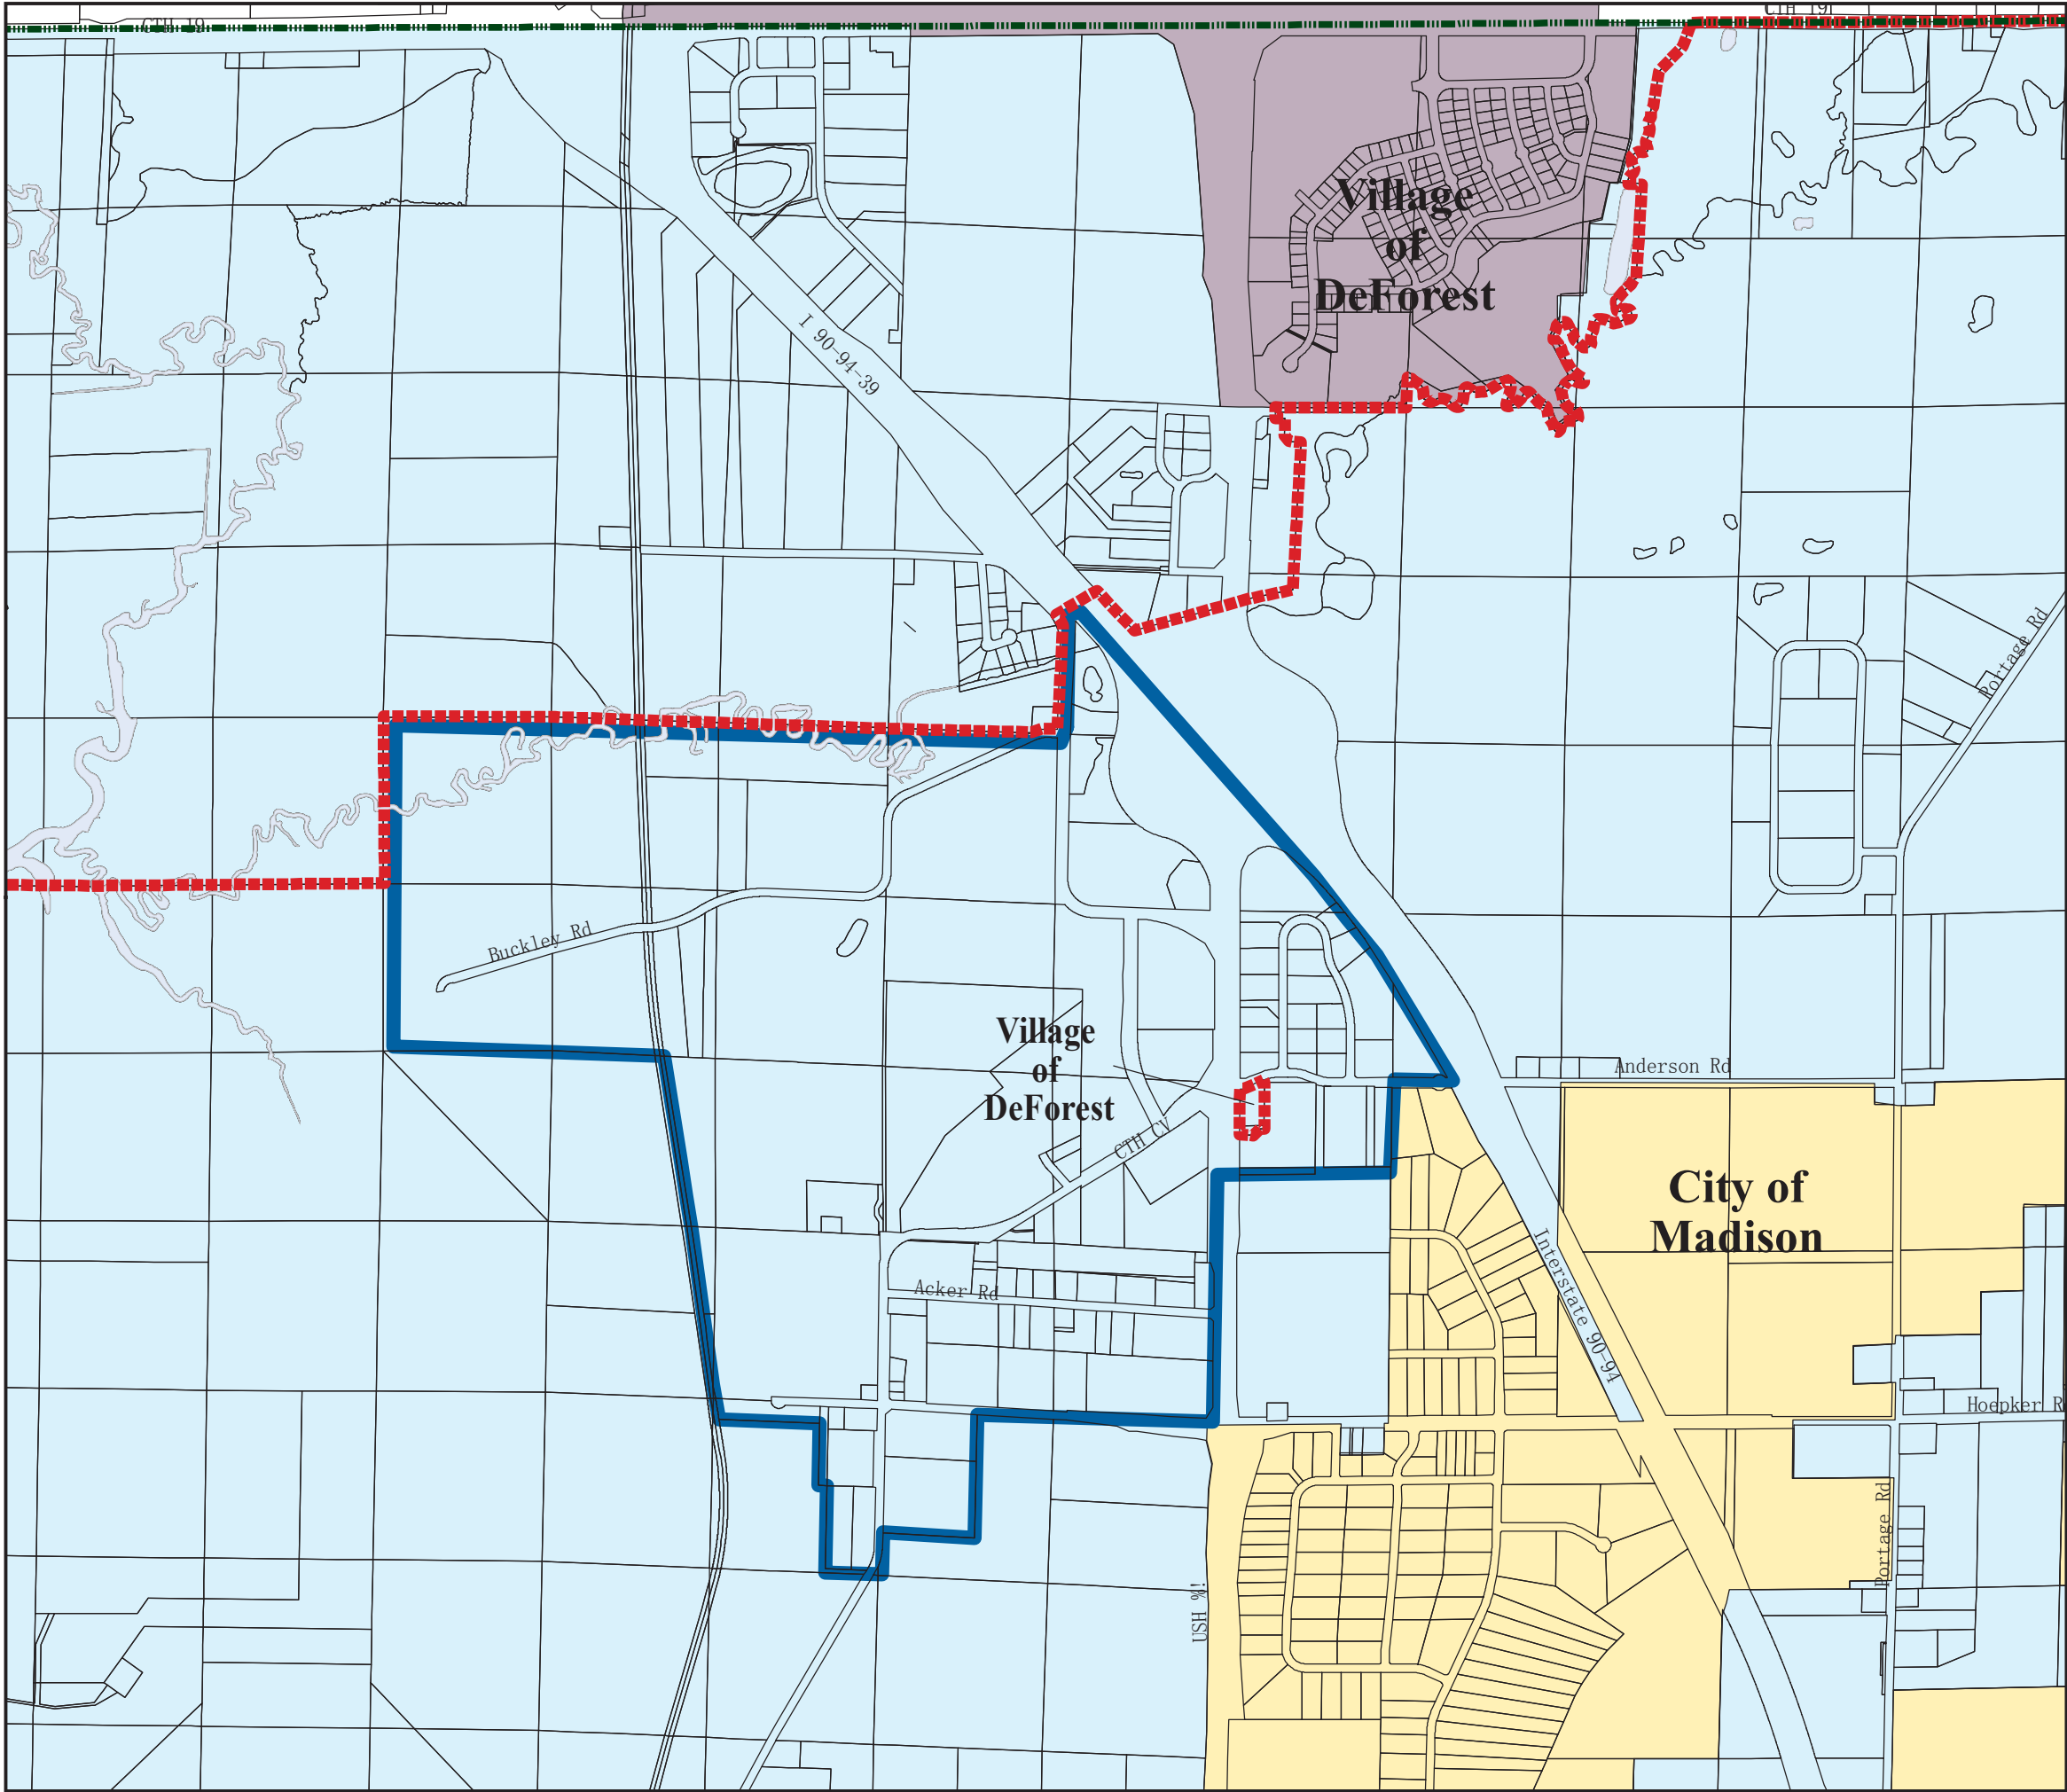 CTH 19
CTH 19
Village
of
DeForest
I 90-94-39
Portage Rd
Buckley Rd
Village
of
DeForest
Anderson Rd
CTH CV
City of
Madison
Interstate 90-94
Acker Rd
Hoepker R
Portage Rd
USH %!